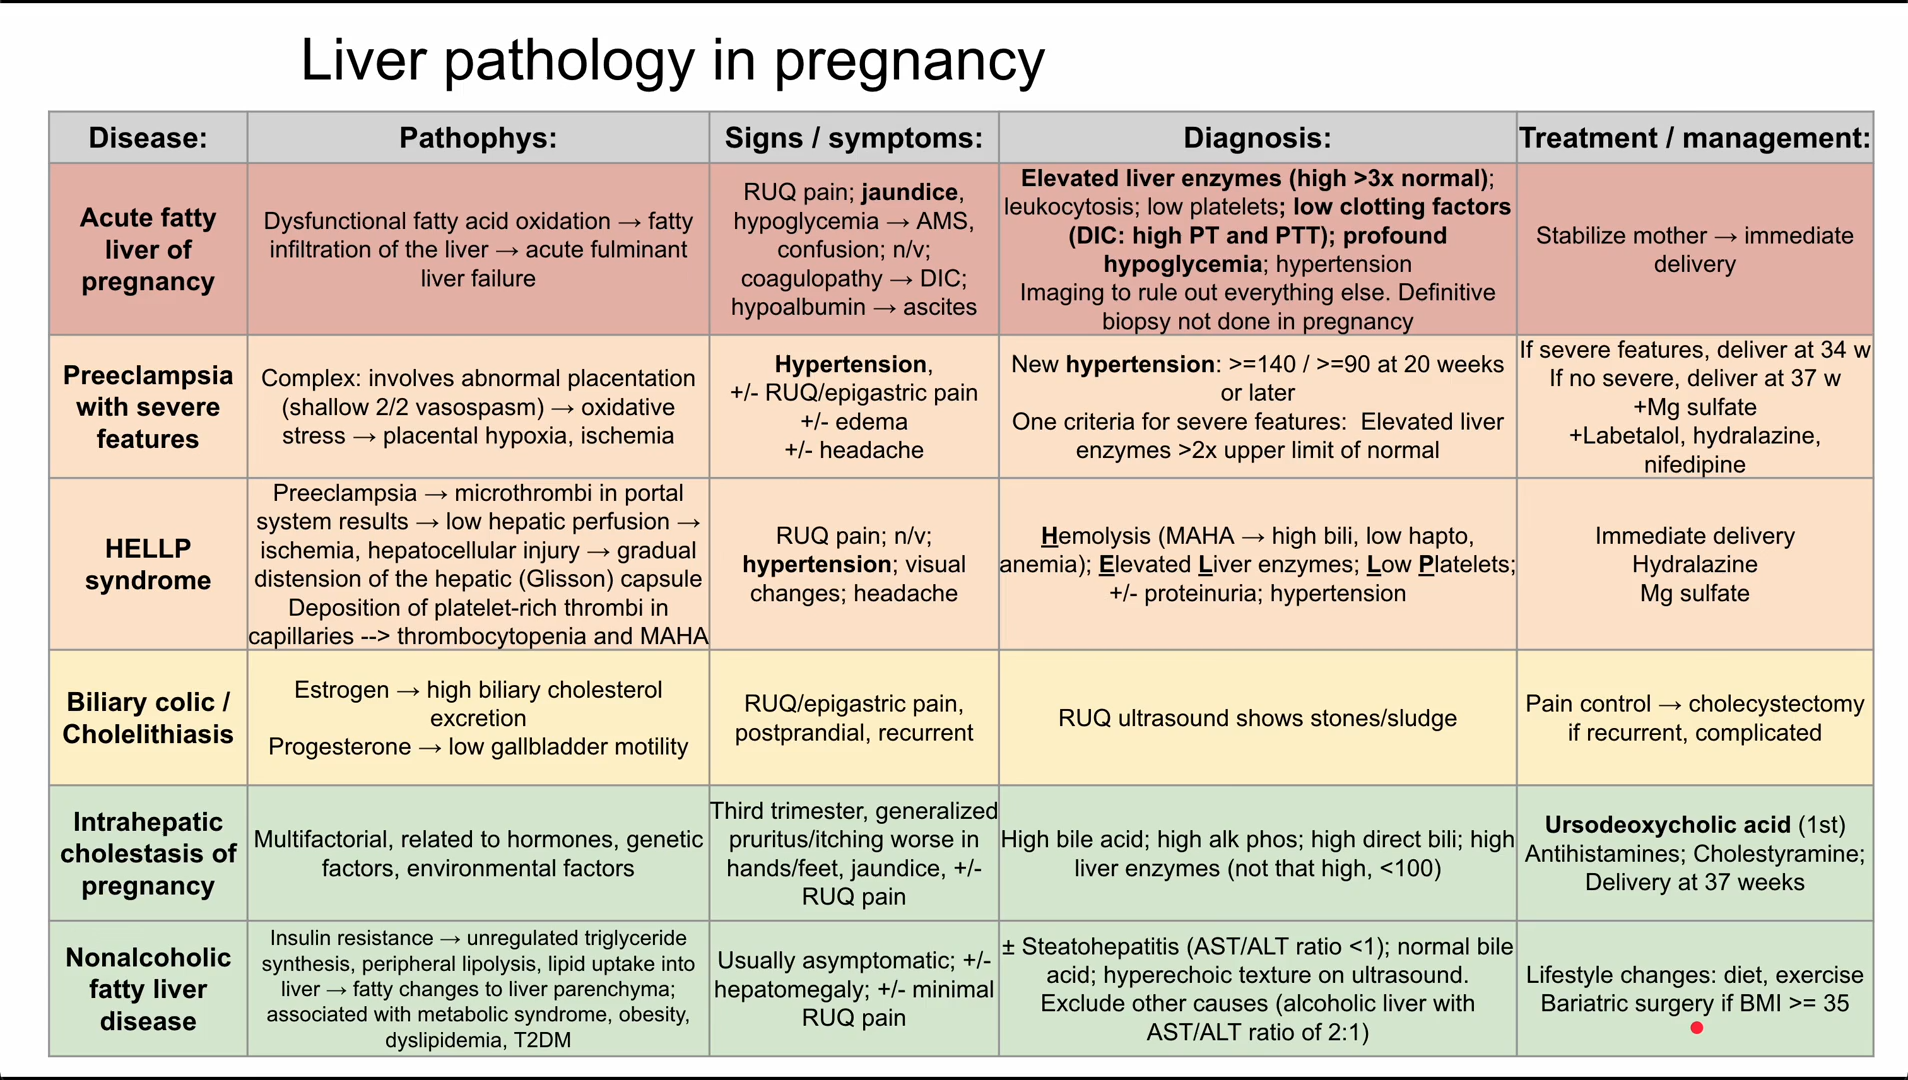 Liver pathology in pregnancy
Disease:
Pathophys:
Signs / symptoms:
Diagnosis:
Treatment / management:
Acute fatty
liver of
pregnancy
Dysfunctional fatty acid oxidation → fatty
infiltration of the liver → acute fulminant
liver failure
RUQ pain; jaundice,
hypoglycemia → AMS,
confusion; n/v;
coagulopathy → DIC;
hypoalbumin → ascites
Elevated liver enzymes (high >3x normal);
leukocytosis; low platelets; low clotting factors
(DIC: high PT and PTT); profound
hypoglycemia; hypertension
Imaging to rule out everything else. Definitive
biopsy not done in pregnancy
Stabilize mother → immediate
delivery
Preeclampsia
with severe
features
Complex: involves abnormal placentation
(shallow 2/2 vasospasm) → oxidative
stress → placental hypoxia, ischemia
Hypertension,
+/- RUQ/epigastric pain
+/- edema
+/- headache
New hypertension: >=140 / >=90 at 20 weeks
or later
One criteria for severe features:  Elevated liver
enzymes >2x upper limit of normal
If severe features, deliver at 34 w
If no severe, deliver at 37 w
+Mg sulfate
+Labetalol, hydralazine,
nifedipine
HELLP
syndrome
Preeclampsia → microthrombi in portal
system results → low hepatic perfusion →
ischemia, hepatocellular injury → gradual
distension of the hepatic (Glisson) capsule
Deposition of platelet-rich thrombi in
capillaries --> thrombocytopenia and MAHA
RUQ pain; n/v;
hypertension; visual
changes; headache
Hemolysis (MAHA → high bili, low hapto,
anemia); Elevated Liver enzymes; Low Platelets;
+/- proteinuria; hypertension
Immediate delivery
Hydralazine
Mg sulfate
Biliary colic /
Cholelithiasis
Estrogen → high biliary cholesterol
excretion
Progesterone → low gallbladder motility
RUQ/epigastric pain,
postprandial, recurrent
RUQ ultrasound shows stones/sludge
Pain control → cholecystectomy
if recurrent, complicated
Intrahepatic
cholestasis of
pregnancy
Multifactorial, related to hormones, genetic
factors, environmental factors
Third trimester, generalized
pruritus/itching worse in
hands/feet, jaundice, +/-
RUQ pain
High bile acid; high alk phos; high direct bili; high
liver enzymes (not that high, <100)
Ursodeoxycholic acid (1st)
Antihistamines; Cholestyramine;
Delivery at 37 weeks
Nonalcoholic
fatty liver
disease
Insulin resistance → unregulated triglyceride
synthesis, peripheral lipolysis, lipid uptake into
liver → fatty changes to liver parenchyma;
associated with metabolic syndrome, obesity,
dyslipidemia, T2DM
Usually asymptomatic; +/-
hepatomegaly; +/- minimal
RUQ pain
± Steatohepatitis (AST/ALT ratio <1); normal bile
acid; hyperechoic texture on ultrasound.
Exclude other causes (alcoholic liver with
AST/ALT ratio of 2:1)
Lifestyle changes: diet, exercise
Bariatric surgery if BMI >= 35